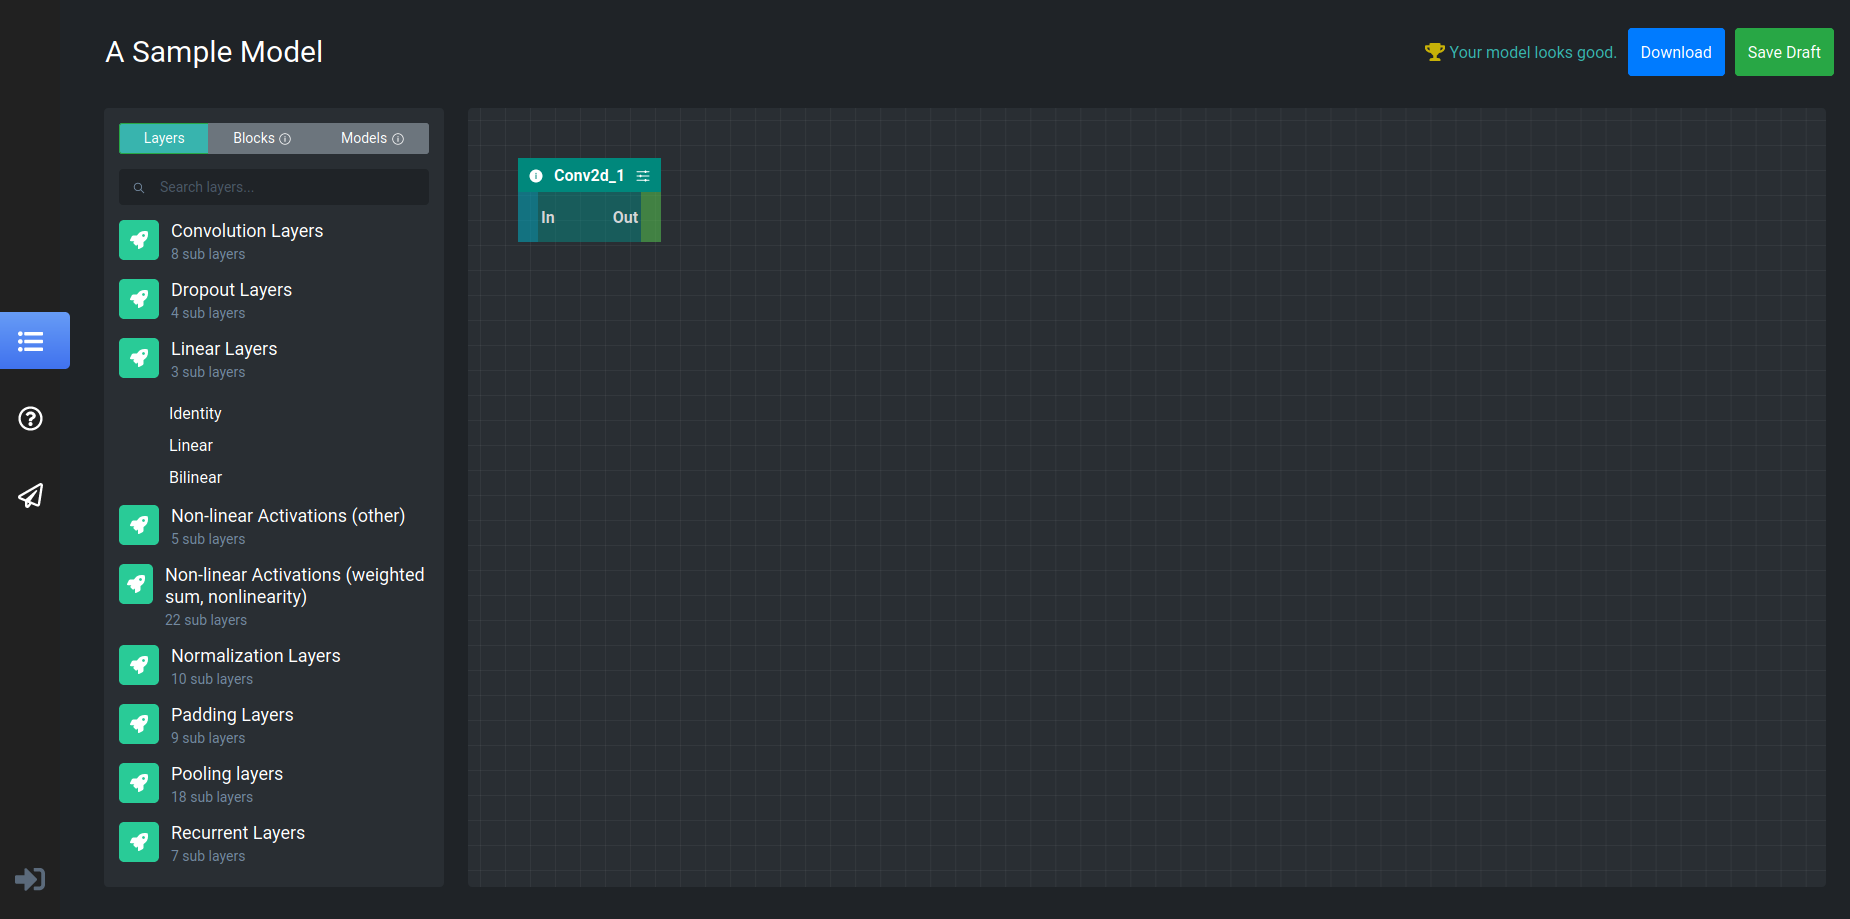 A Sample Model
Your model looks good.
Download
Save Draft
Layers
Blocks
Models
Search layers...
Convolution Layers
8 sub layers
Dropout Layers
4 sub layers
Linear Layers
3 sub layers
Identity
Linear
Bilinear
Non-linear Activations (other)
5 sub layers
Non-linear Activations (weighted
sum, nonlinearity)
22 sub layers
Normalization Layers
10 sub layers
Padding Layers
9 sub layers
Pooling layers
18 sub layers
Recurrent Layers
7 sub layers
Conv2d_1
In
Out